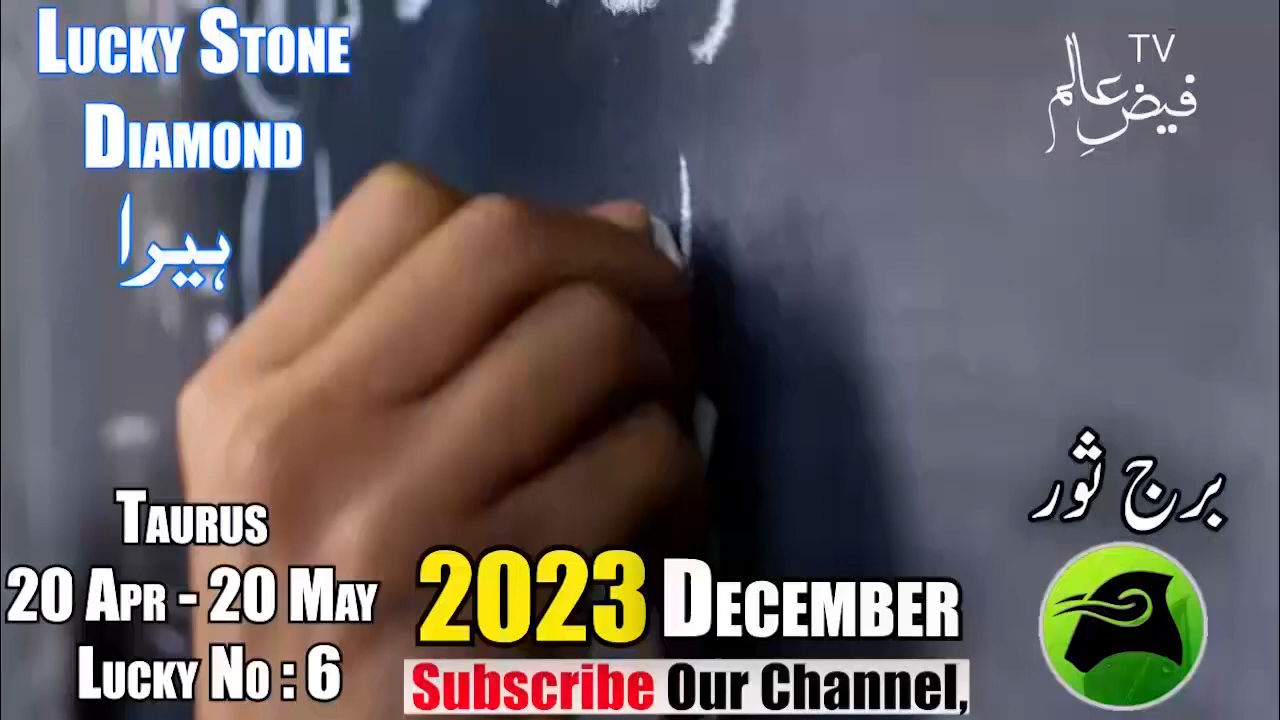 Lucky Stone
Diamond
ہیرا
TV
فیضِ عالم
برج ثور
Taurus
20 Apr - 20 May
Lucky No : 6
2023 December
Subscribe Our Channel,